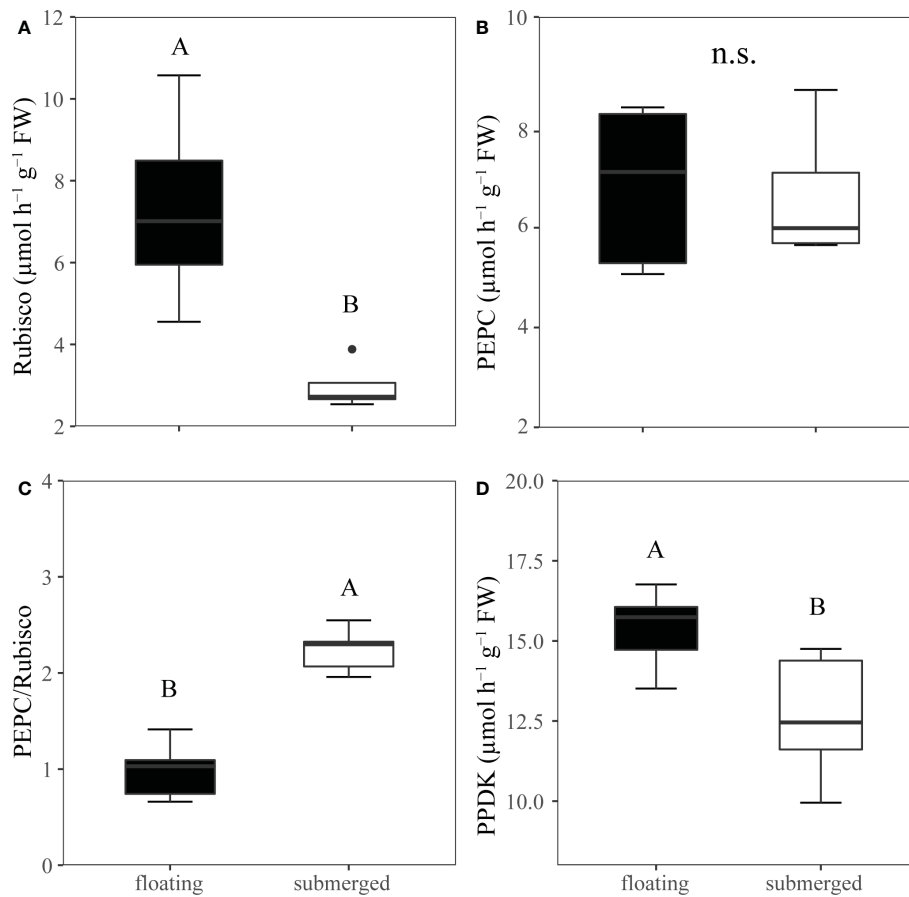 A
Rubisco (μmol h⁻¹ g⁻¹ FW)
12
10
8
6
4
2
A
B
B
PEPC (μmol h⁻¹ g⁻¹ FW)
10
8
6
4
2
n.s.
C
PEPC/Rubisco
4
3
2
1
0
B
A
floating submerged
D
PPDK (μmol h⁻¹ g⁻¹ FW)
20.0
17.5
15.0
12.5
10.0
A
B
floating submerged